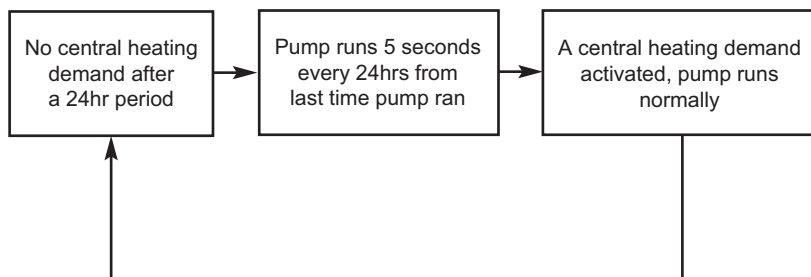 No central heating
demand after
a 24hr period
Pump runs 5 seconds
every 24hrs from
last time pump ran
A central heating demand
activated, pump runs
normally